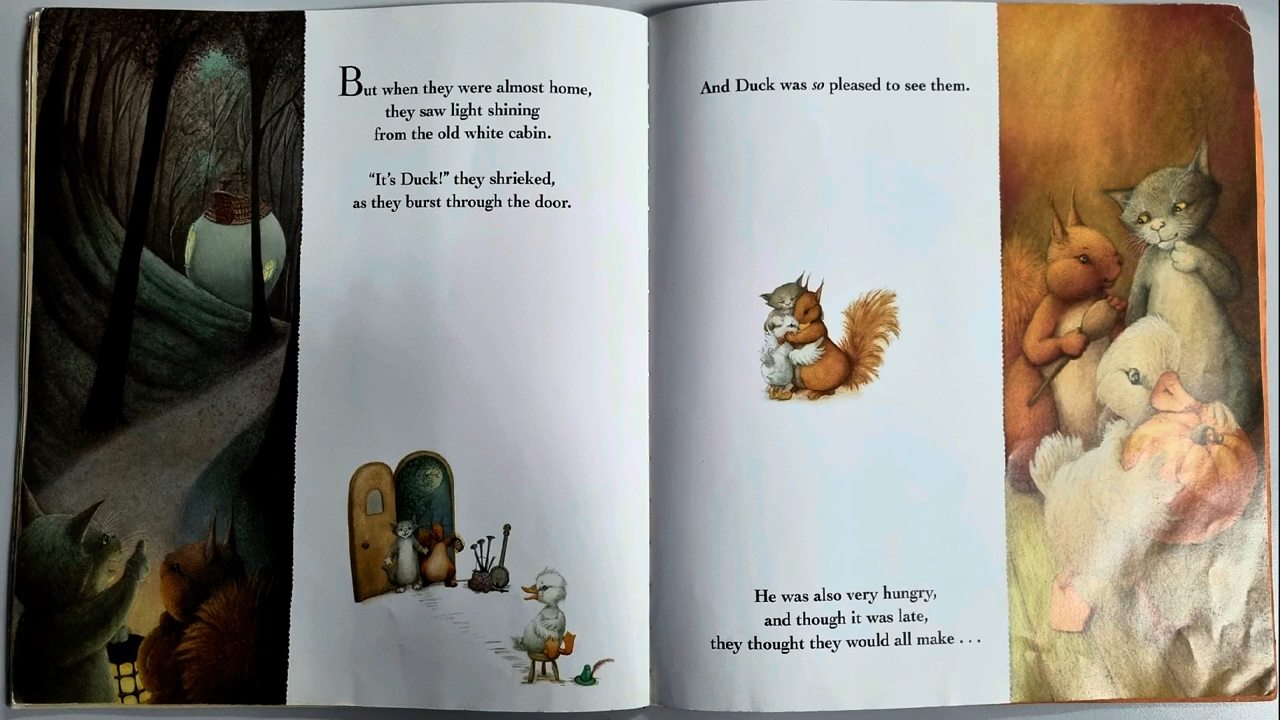 But when they were almost home,
they saw light shining
from the old white cabin.
“It’s Duck!” they shrieked,
as they burst through the door.
And Duck was so pleased to see them.
He was also very hungry,
and though it was late,
they thought they would all make . . .